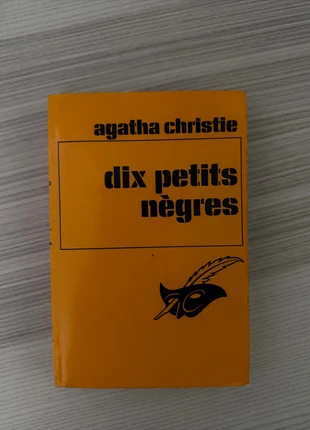 agatha christie
dix petits
nègres